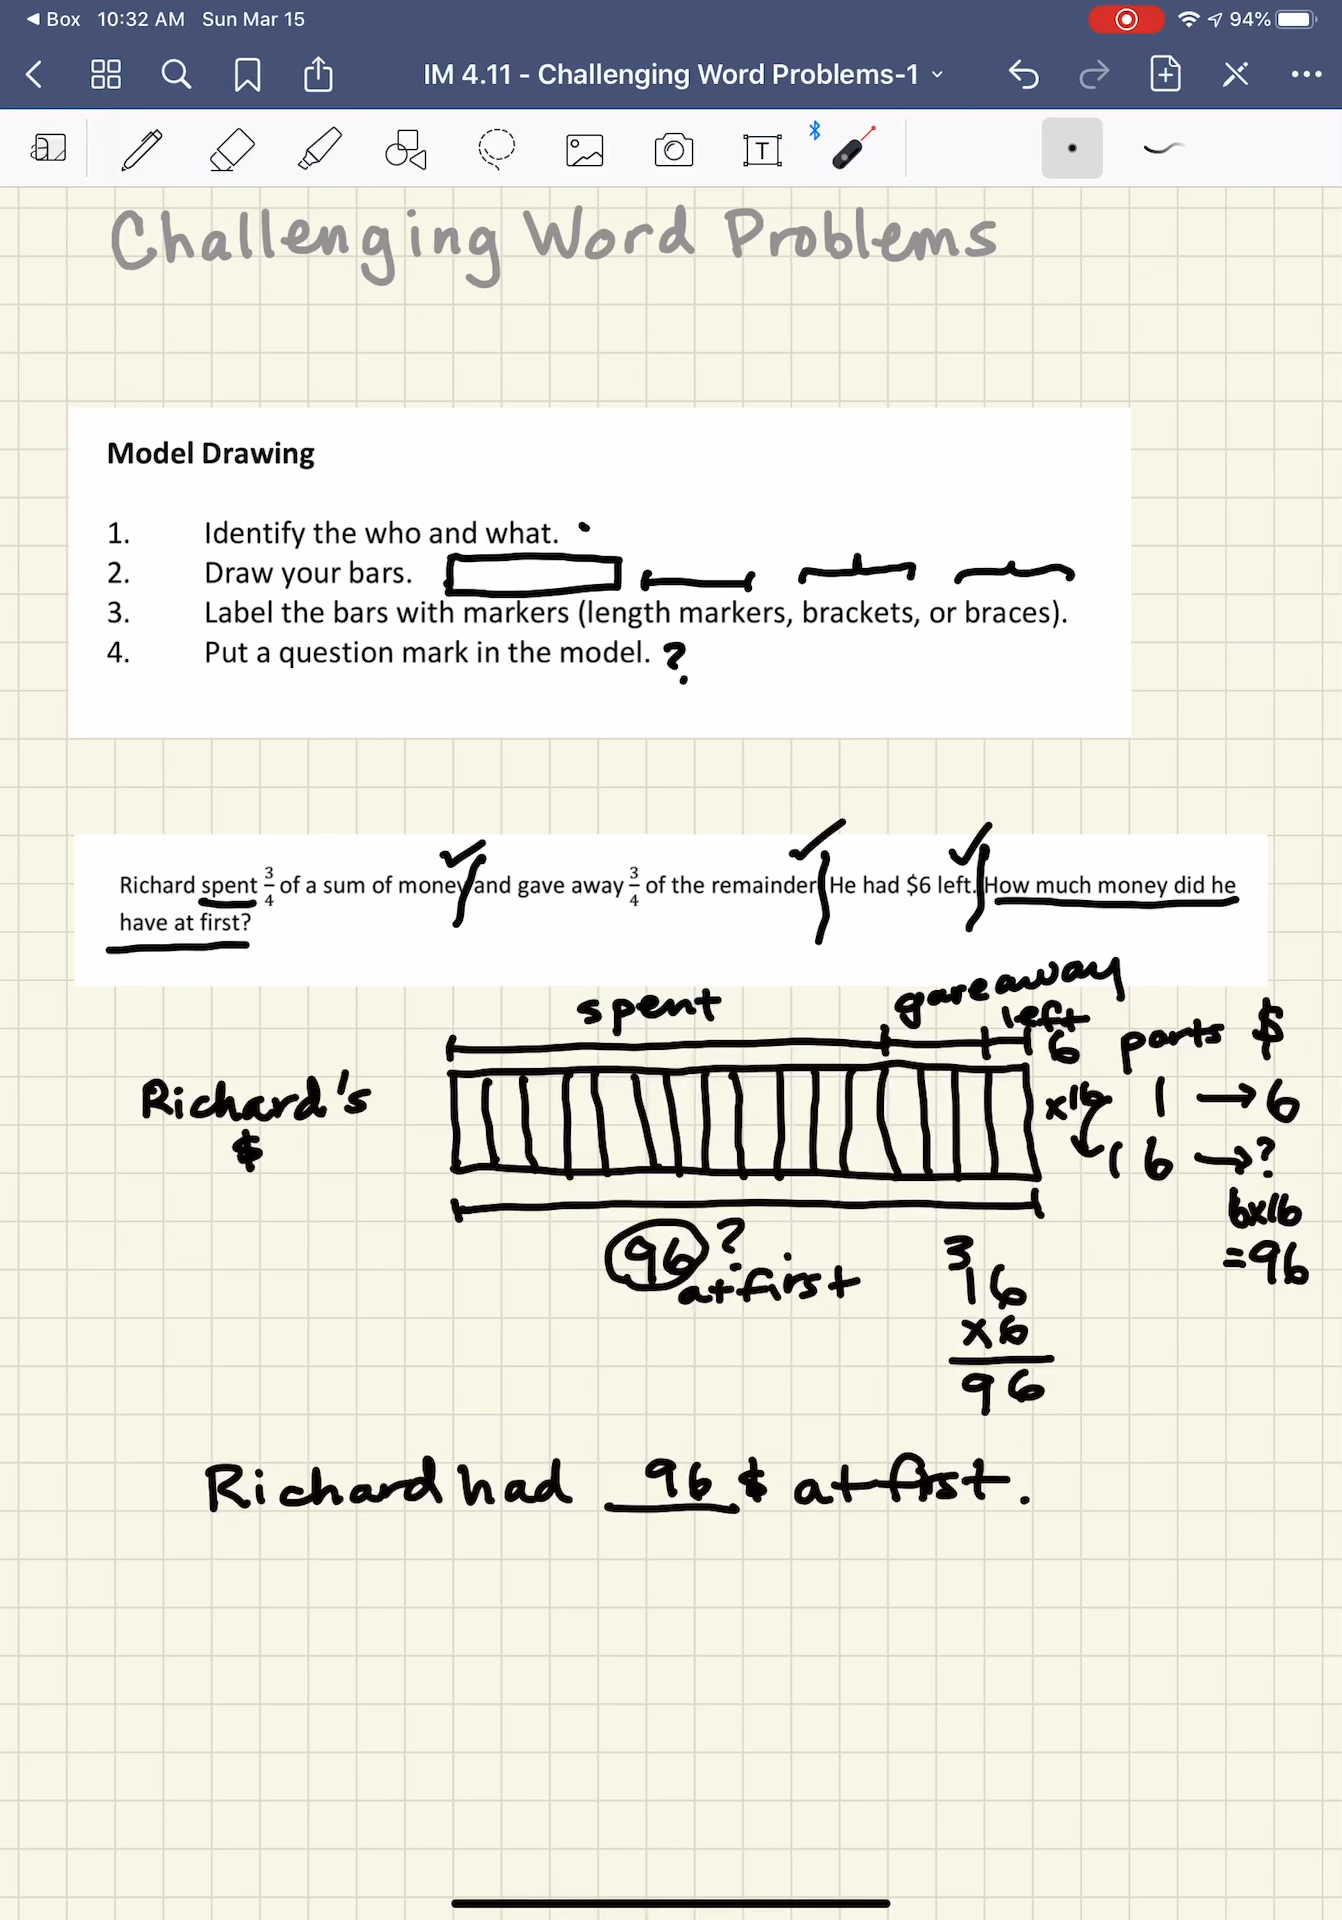 Box 10:32 AM Sun Mar 15 94%
IM 4.11 - Challenging Word Problems-1
T
Challenging Word Problems
Model Drawing
1. Identify the who and what.
2. Draw your bars.
3. Label the bars with markers (length markers, brackets, or braces).
4. Put a question mark in the model. ?
Richard spent 3/4 of a sum of money and gave away 3/4 of the remainder. He had $6 left. How much money did he
have at first?
spent gave away
left
6 parts $
Richard's
$
x16 1 → 6
16 → ?
6x16
= 96
96 ?
at first
3
16
x 6
96
Richard had 96 $ at first.